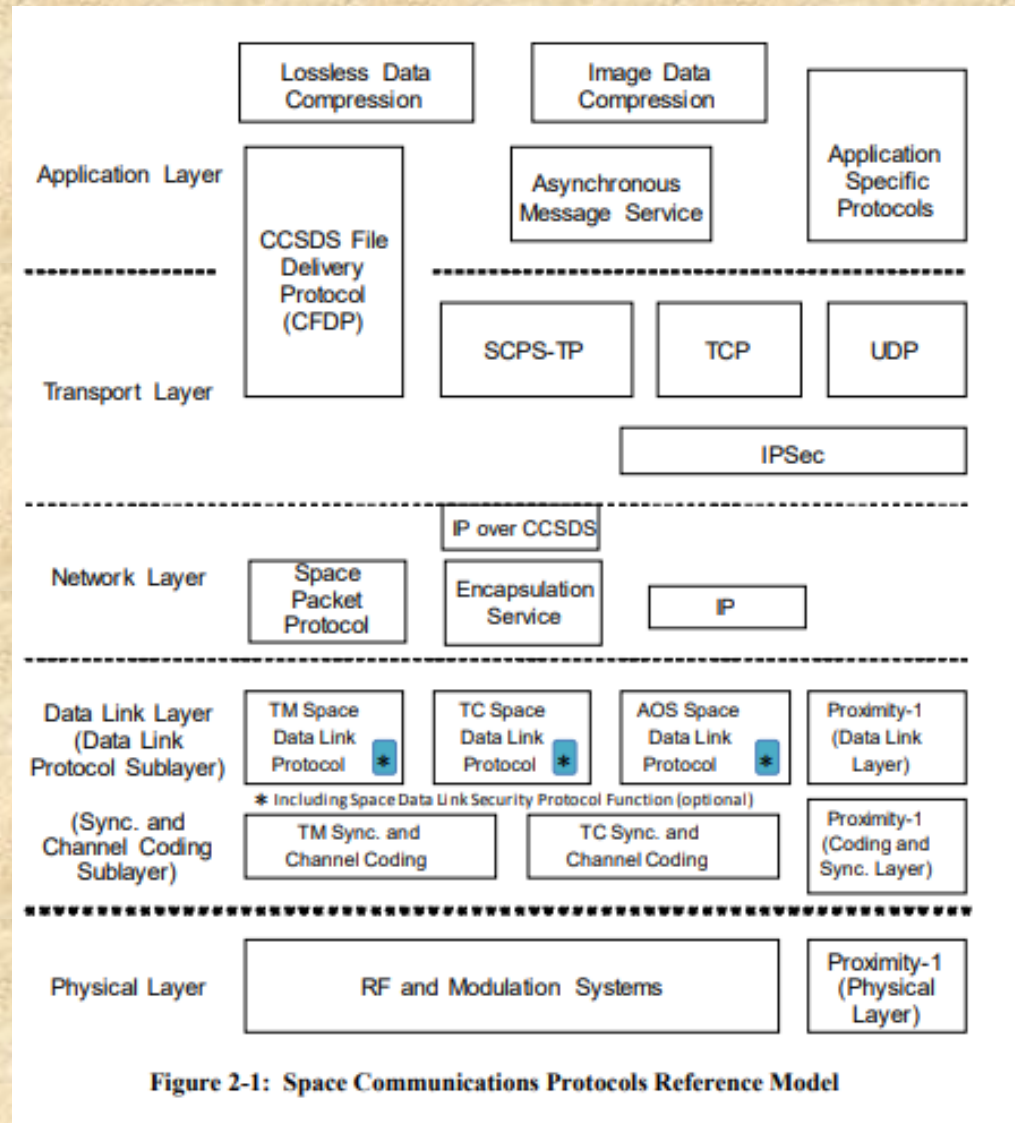 Lossless Data
Compression
Image Data
Compression
Application Layer
CCSDS File
Delivery
Protocol
(CFDP)
Asynchronous
Message Service
Application
Specific
Protocols
Transport Layer
SCPS-TP
TCP
UDP
IPSec
Network Layer
IP over CCSDS
Space
Packet
Protocol
Encapsulation
Service
IP
Data Link Layer
(Data Link
Protocol Sublayer)
TM Space
Data Link
Protocol *
TC Space
Data Link
Protocol *
AOS Space
Data Link
Protocol *
Proximity-1
(Data Link
Layer)
* Including Space Data Link Security Protocol Function (optional)
(Sync. and
Channel Coding
Sublayer)
TM Sync. and
Channel Coding
TC Sync. and
Channel Coding
Proximity-1
(Coding and
Sync. Layer)
Physical Layer
RF and Modulation Systems
Proximity-1
(Physical
Layer)
Figure 2-1: Space Communications Protocols Reference Model